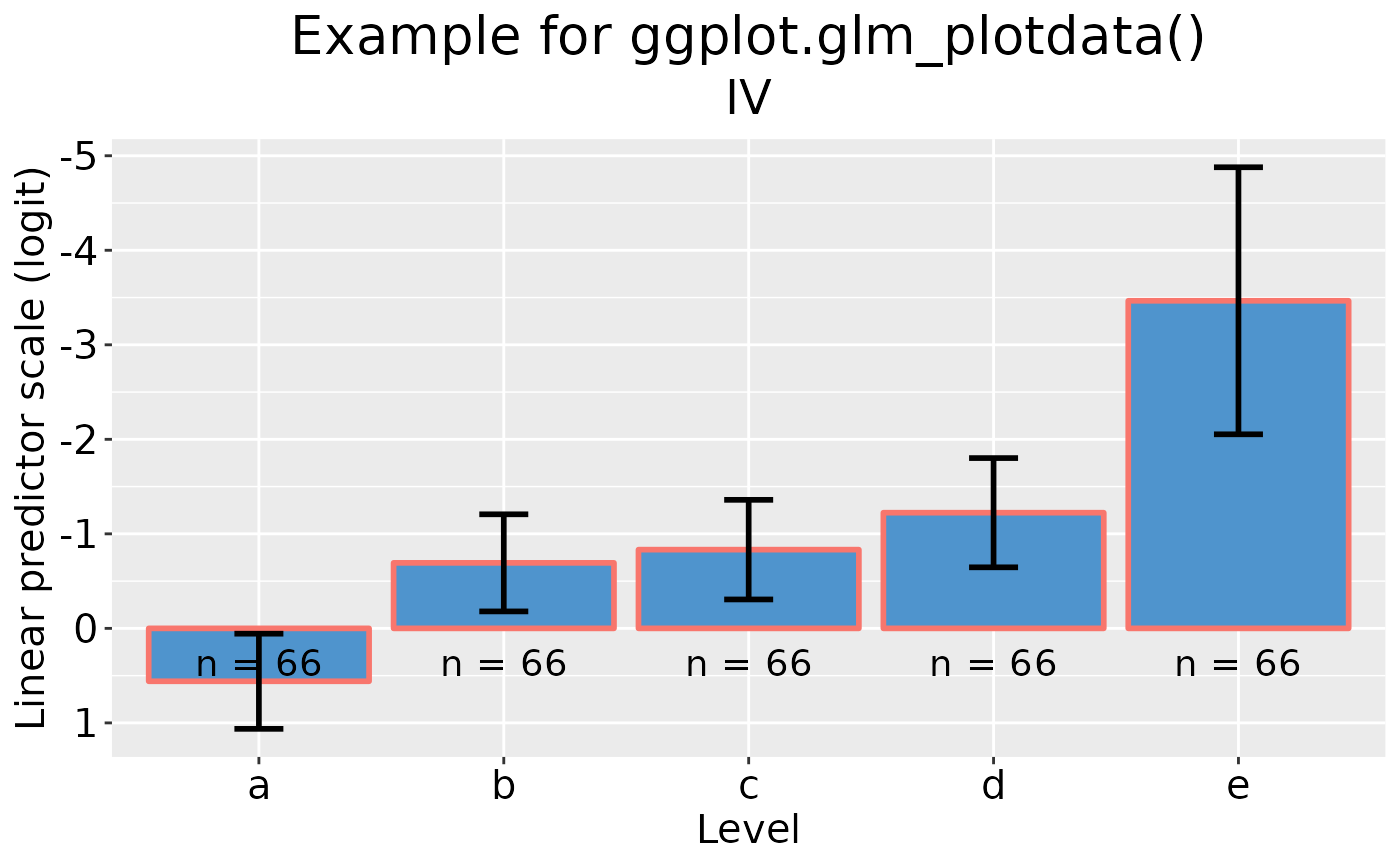 Example for ggplot.glm_plotdata()
IV
Linear predictor scale (logit)
-5
-4
-3
-2
-1
0
1
n = 66
n = 66
n = 66
n = 66
n = 66
a
b
c
d
e
Level